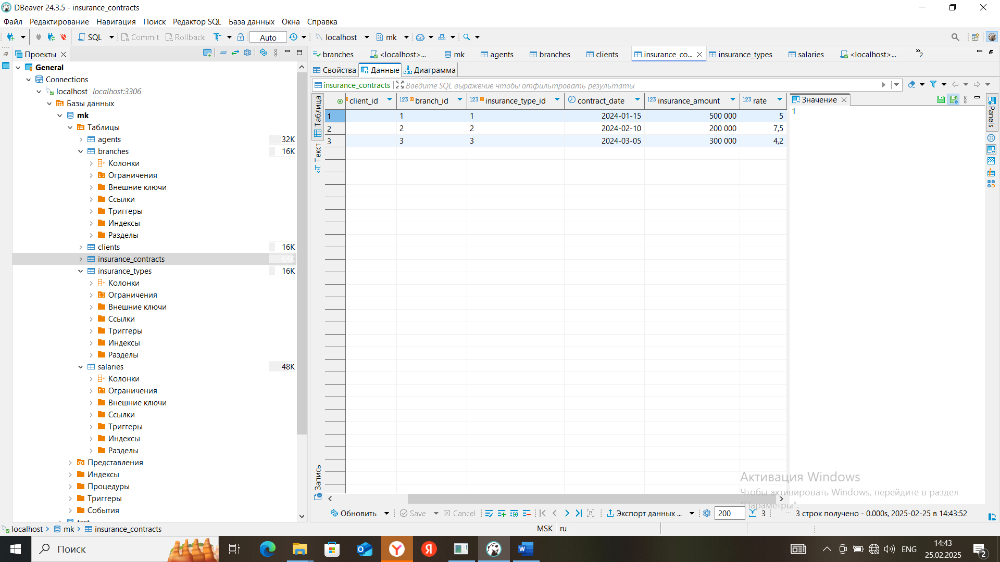 DBeaver 24.3.5 - insurance_contracts
Файл Редактирование Навигация Поиск Редактор SQL База данных Окна Справка
SQL Commit Rollback Auto localhost mk
Проекты
branches <localhost>... mk agents branches clients insurance_co... insurance_types salaries <localhost>...
Свойства Данные Диаграмма
insurance_contracts Введите SQL выражение чтобы отфильтровать результаты
General
Connections
localhost localhost:3306
Базы данных
mk
Таблицы
agents 32K
branches 16K
Колонки
Ограничения
Внешние ключи
Ссылки
Триггеры
Индексы
Разделы
clients 16K
insurance_contracts 64K
insurance_types 16K
Колонки
Ограничения
Внешние ключи
Ссылки
Триггеры
Индексы
Разделы
salaries 48K
Колонки
Ограничения
Внешние ключи
Ссылки
Триггеры
Индексы
Разделы
Представления
Индексы
Процедуры
Триггеры
События
Таблица
Текст
Запись
client_id 123 branch_id 123 insurance_type_id contract_date 123 insurance_amount 123 rate
1 1 1 2024-01-15 500 000 5
2 2 2 2024-02-10 200 000 7,5
3 3 3 2024-03-05 300 000 4,2
Значение
1
Panels
Активация Windows
Чтобы активировать Windows, перейдите в раздел
"Параметры".
Обновить Save Cancel Экспорт данных ... 200 3 3 строк получено - 0.000s, 2025-02-25 в 14:43:52
localhost mk insurance_contracts MSK ru
Поиск
ENG
14:43
25.02.2025
2